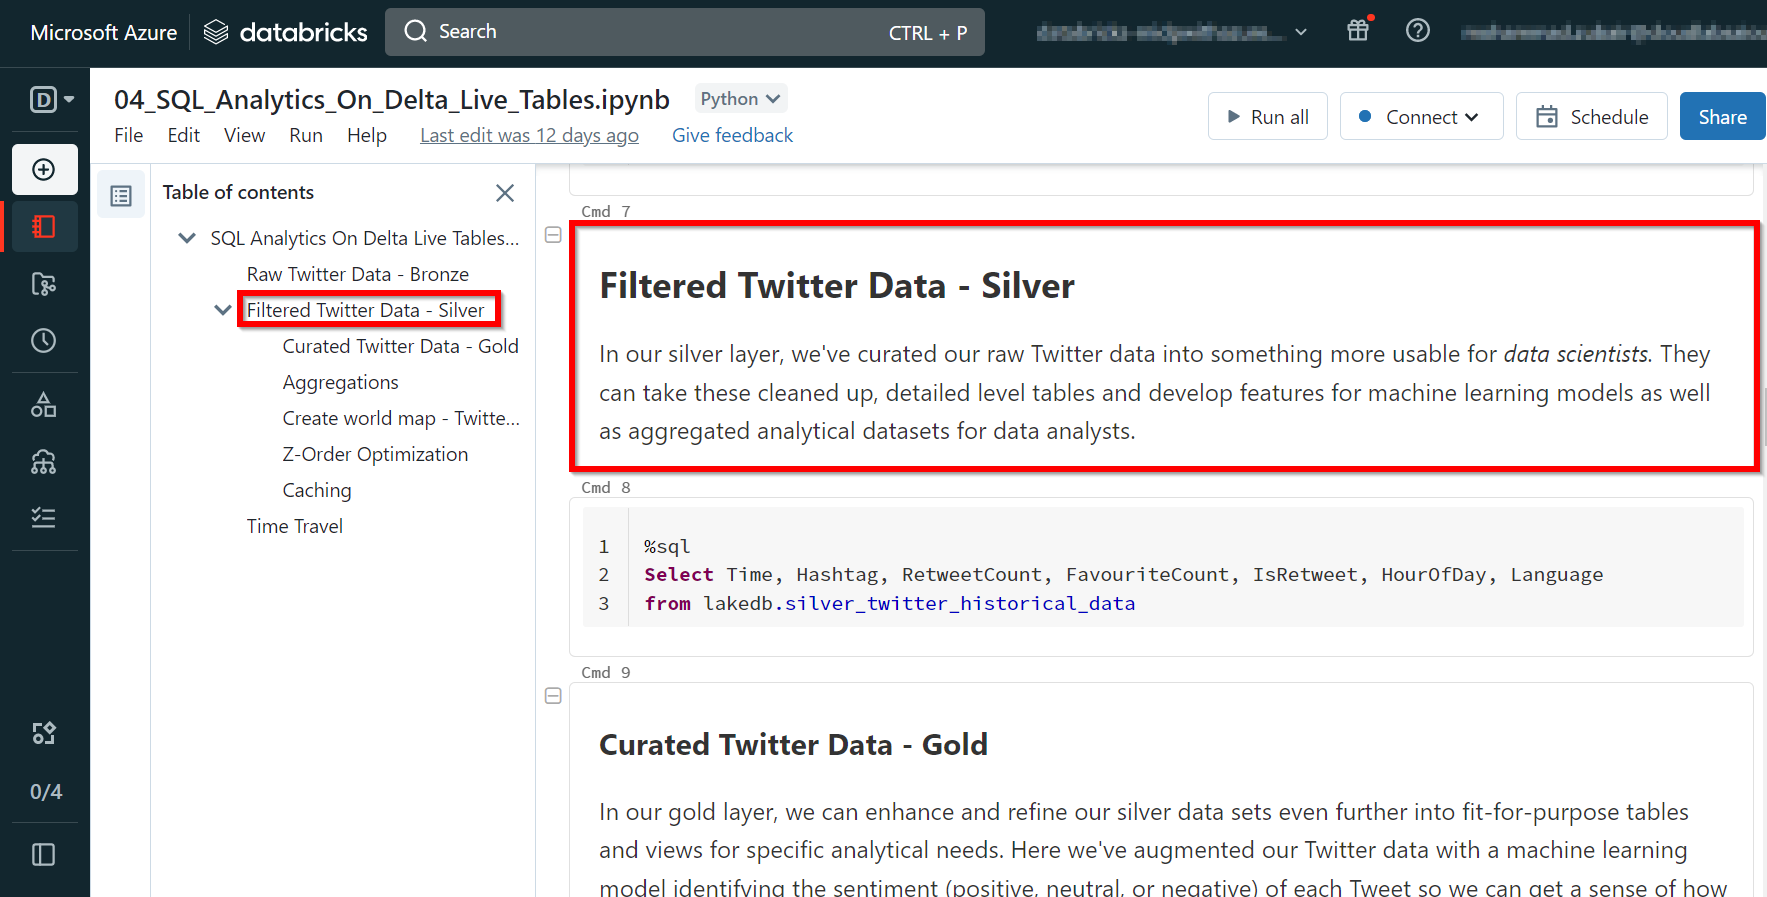 Microsoft Azure
databricks
Search
CTRL + P
D
04_SQL_Analytics_On_Delta_Live_Tables.ipynb
Python
File Edit View Run Help Last edit was 12 days ago Give feedback
Run all
Connect
Schedule
Share
Table of contents
SQL Analytics On Delta Live Tables...
Raw Twitter Data - Bronze
Filtered Twitter Data - Silver
Curated Twitter Data - Gold
Aggregations
Create world map - Twitte...
Z-Order Optimization
Caching
Time Travel
0/4
Cmd 7
Filtered Twitter Data - Silver
In our silver layer, we've curated our raw Twitter data into something more usable for data scientists. They
can take these cleaned up, detailed level tables and develop features for machine learning models as well
as aggregated analytical datasets for data analysts.
Cmd 8
1 %sql
2 Select Time, Hashtag, RetweetCount, FavouriteCount, IsRetweet, HourOfDay, Language
3 from lakedb.silver_twitter_historical_data
Cmd 9
Curated Twitter Data - Gold
In our gold layer, we can enhance and refine our silver data sets even further into fit-for-purpose tables
and views for specific analytical needs. Here we've augmented our Twitter data with a machine learning
model identifying the sentiment (positive, neutral, or negative) of each Tweet so we can get a sense of how